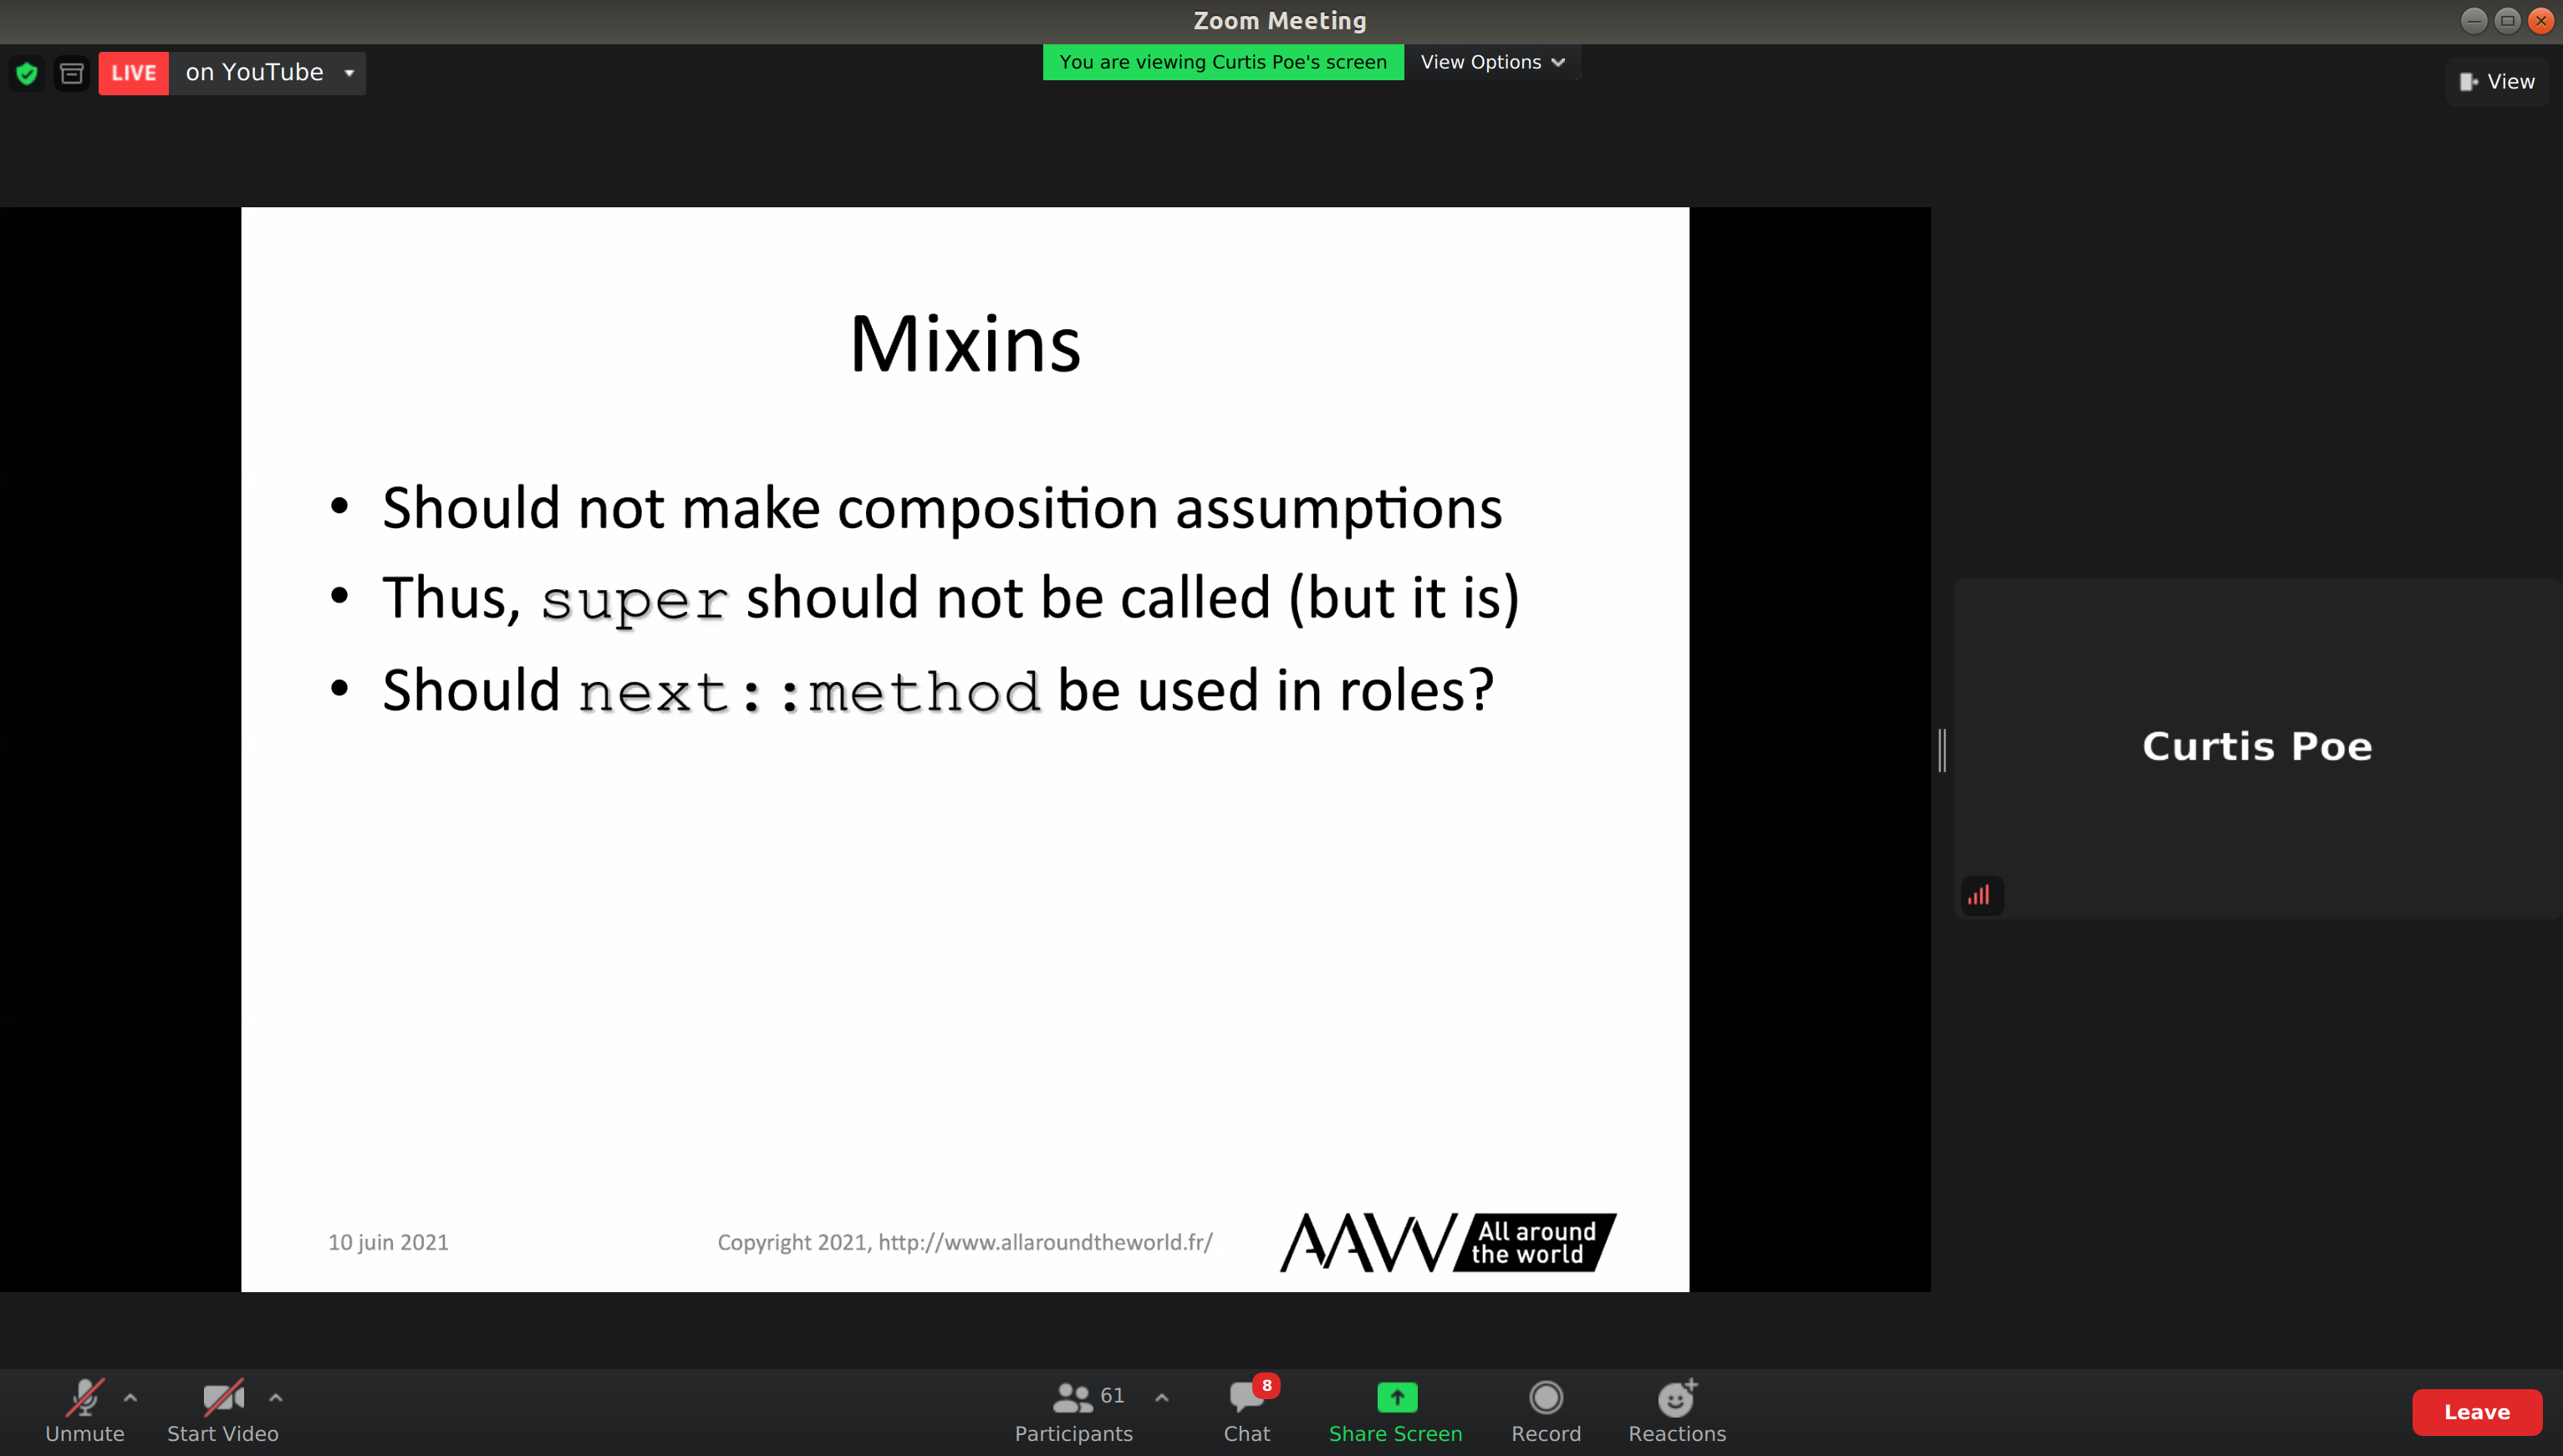 Zoom Meeting
LIVE on YouTube
You are viewing Curtis Poe's screen View Options
View
Mixins
• Should not make composition assumptions
• Thus, super should not be called (but it is)
• Should next::method be used in roles?
Curtis Poe
10 juin 2021
Copyright 2021, http://www.allaroundtheworld.fr/
AAW All around
the world
Unmute
Start Video
61
Participants
8
Chat
Share Screen
Record
Reactions
Leave